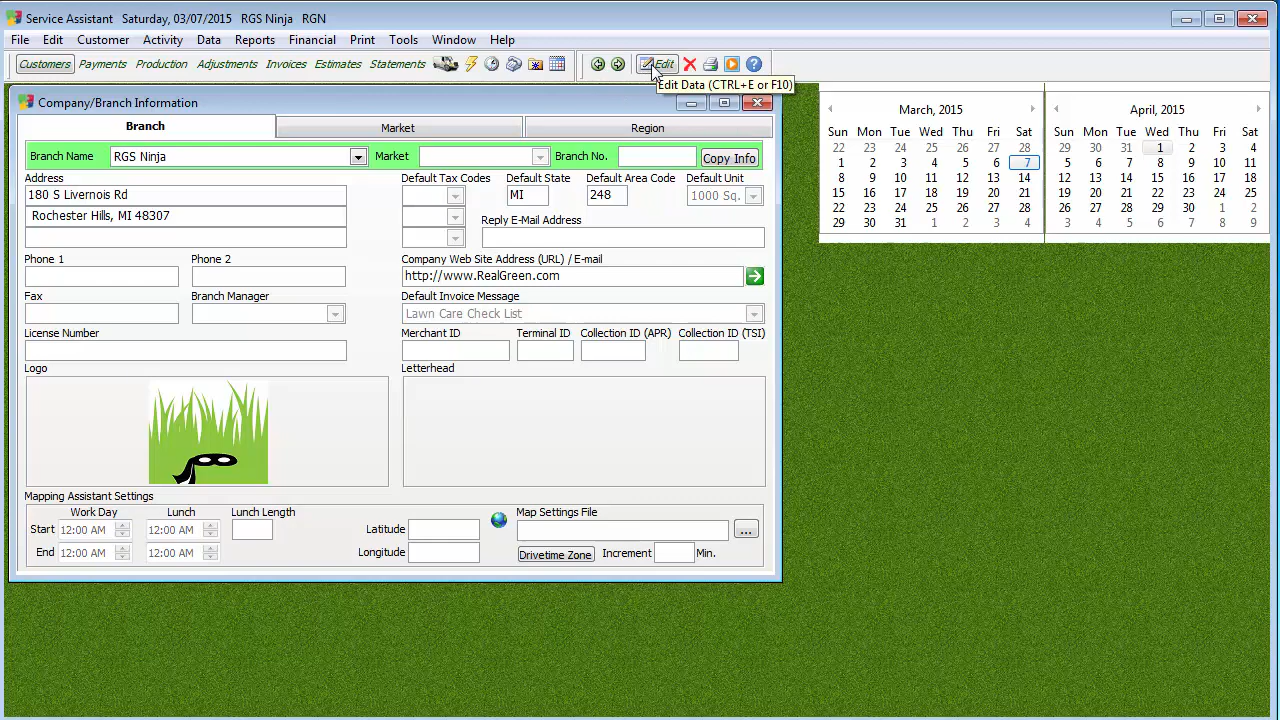 Service Assistant   Saturday, 03/07/2015   RGS Ninja   RGN
File Edit Customer Activity Data Reports Financial Print Tools Window Help
Customers Payments Production Adjustments Invoices Estimates Statements Edit
Edit Data (CTRL+E or F10)
Company/Branch Information
Branch Market Region
Branch Name RGS Ninja Market Branch No. Copy Info
Address Default Tax Codes Default State Default Area Code Default Unit
180 S Livernois Rd MI 248 1000 Sq.
Rochester Hills, MI 48307 Reply E-Mail Address
Phone 1 Phone 2 Company Web Site Address (URL) / E-mail
http://www.RealGreen.com
Fax Branch Manager Default Invoice Message
Lawn Care Check List
License Number Merchant ID Terminal ID Collection ID (APR) Collection ID (TSI)
Logo Letterhead
Mapping Assistant Settings
Work Day Lunch Lunch Length Map Settings File
Start 12:00 AM 12:00 AM Latitude ...
End 12:00 AM 12:00 AM Longitude Drivetime Zone Increment Min.
March, 2015
Sun Mon Tue Wed Thu Fri Sat
22 23 24 25 26 27 28
1 2 3 4 5 6 7
8 9 10 11 12 13 14
15 16 17 18 19 20 21
22 23 24 25 26 27 28
29 30 31 1 2 3 4
April, 2015
Sun Mon Tue Wed Thu Fri Sat
29 30 31 1 2 3 4
5 6 7 8 9 10 11
12 13 14 15 16 17 18
19 20 21 22 23 24 25
26 27 28 29 30 1 2
3 4 5 6 7 8 9